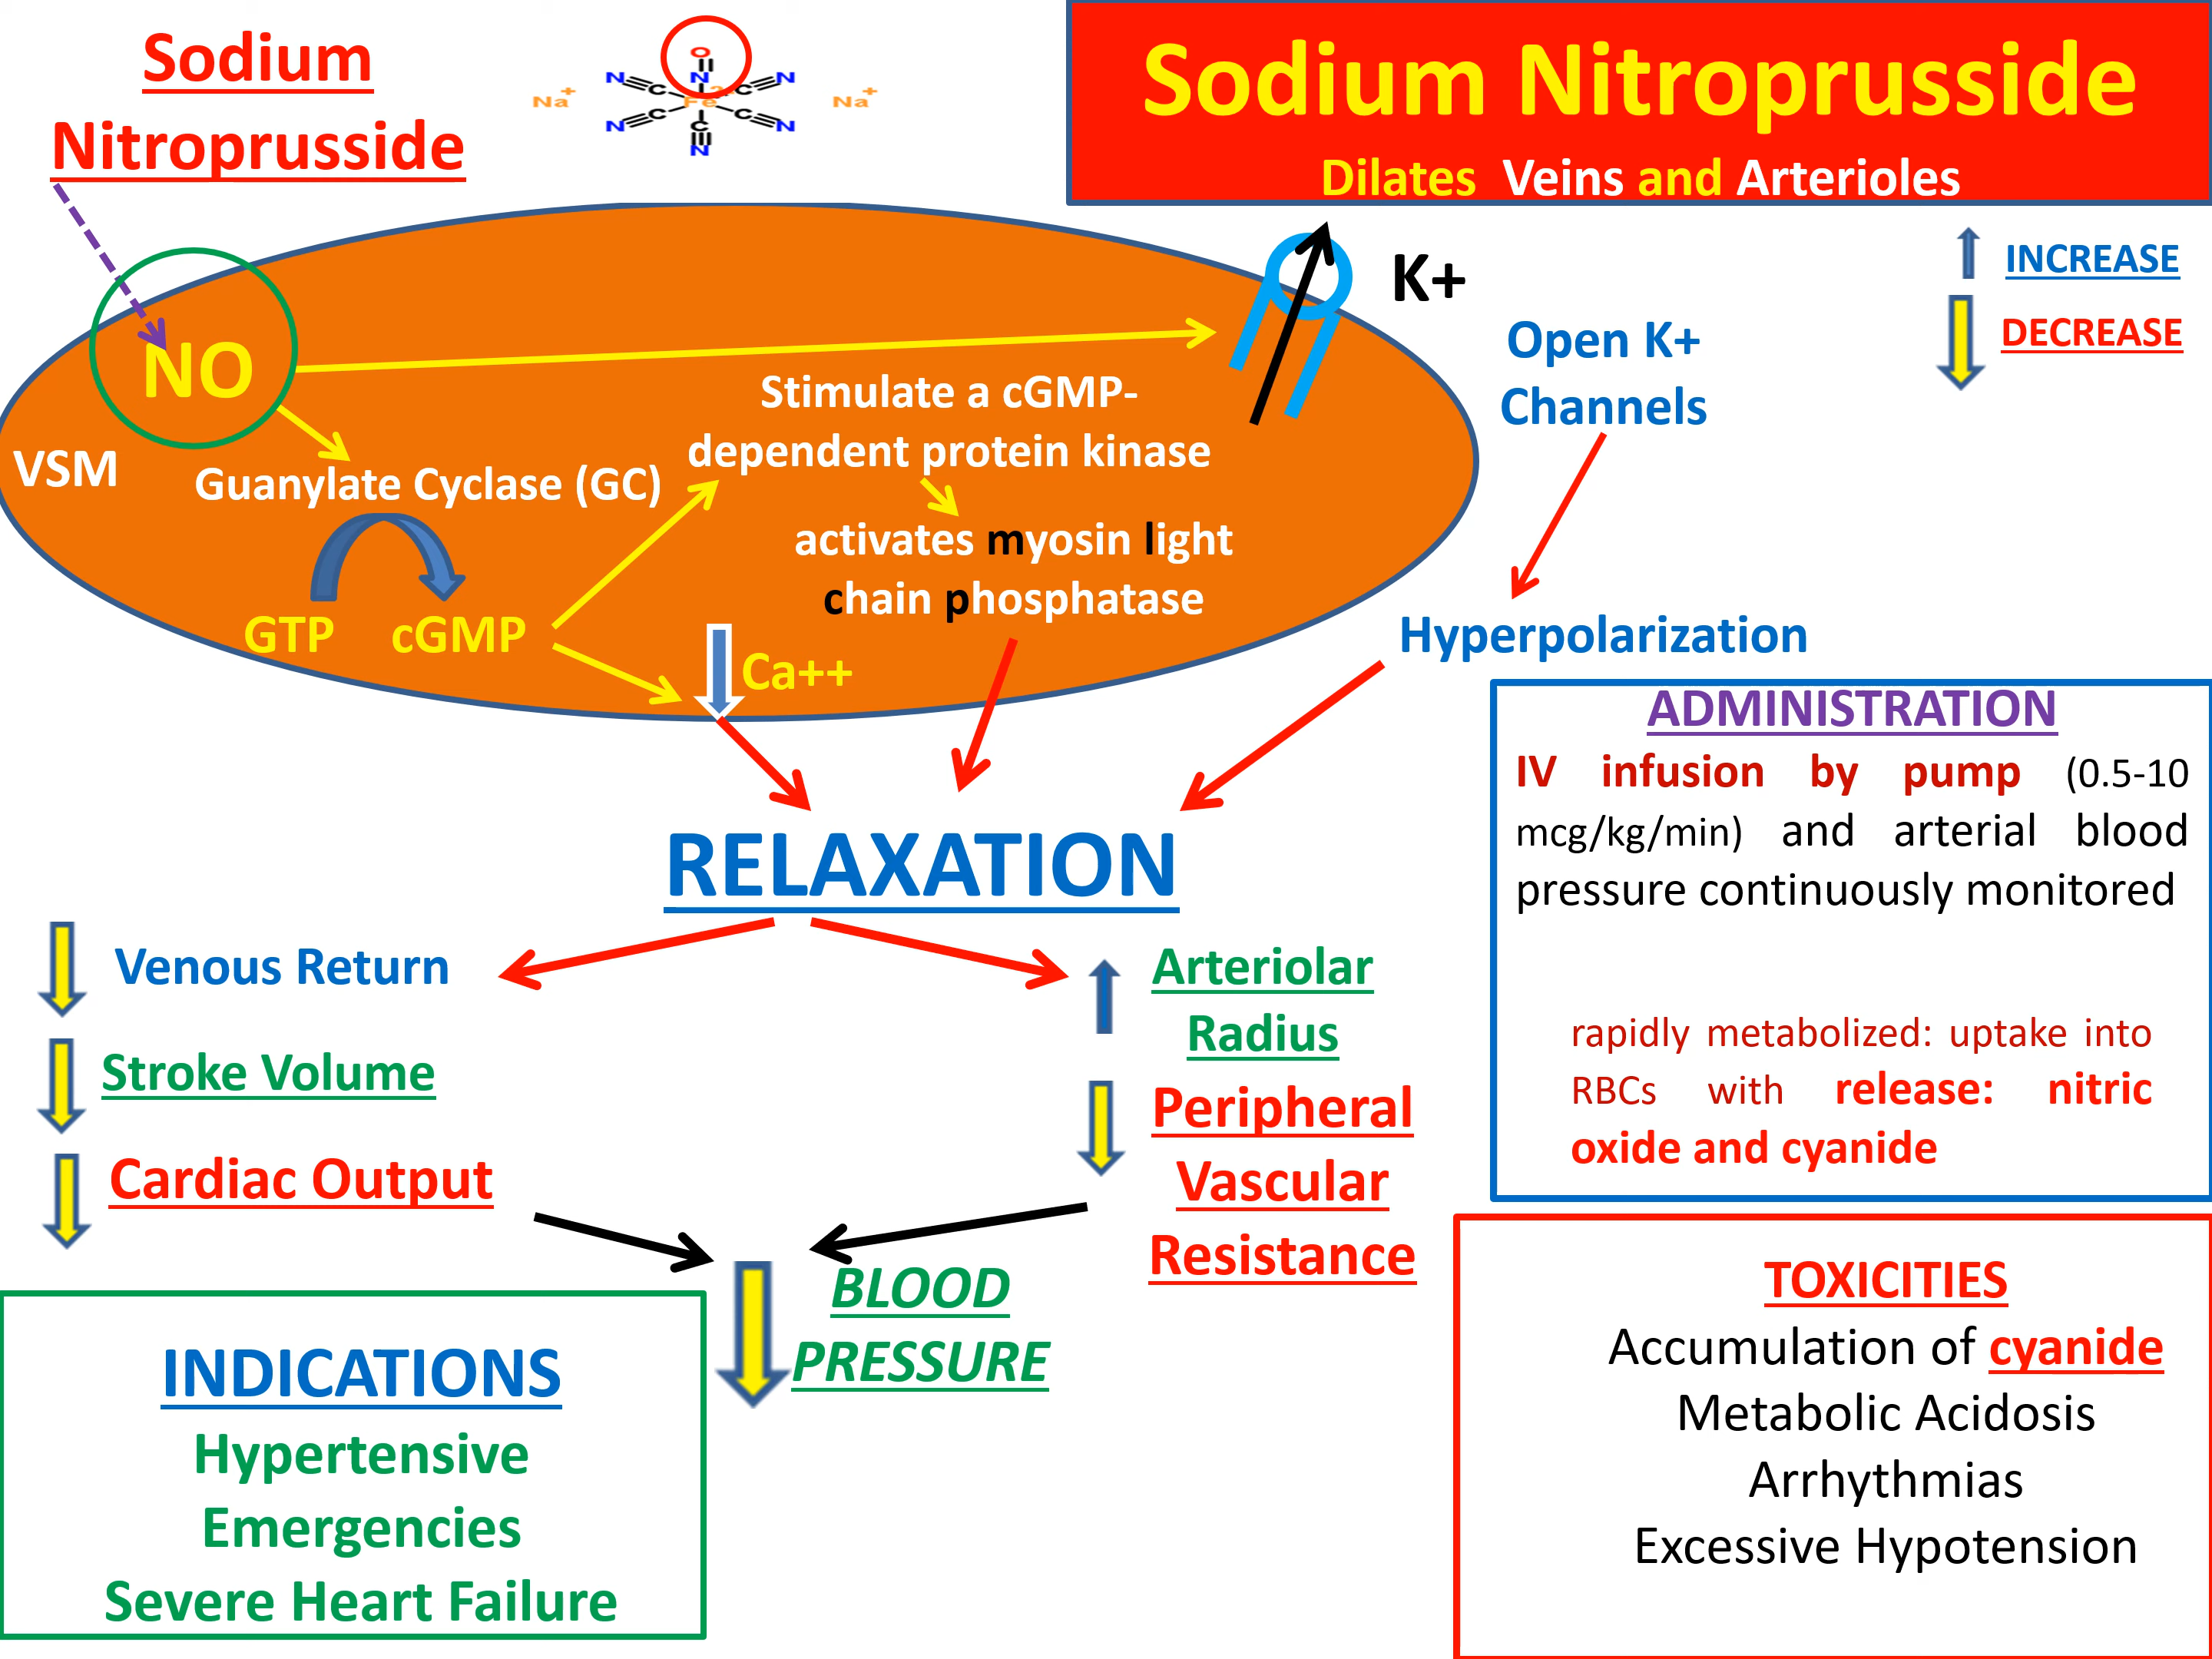 Sodium
Nitroprusside
O
N
N C C N
Na+ Fe2- Na+
N C C N
C
N
Sodium Nitroprusside
Dilates Veins and Arterioles
INCREASE
DECREASE
K+
Open K+
Channels
NO
VSM
Guanylate Cyclase (GC)
GTP cGMP
Stimulate a cGMP-
dependent protein kinase
activates myosin light
chain phosphatase
Ca++
Hyperpolarization
RELAXATION
Venous Return
Stroke Volume
Cardiac Output
Arteriolar
Radius
Peripheral
Vascular
Resistance
BLOOD
PRESSURE
ADMINISTRATION
IV infusion by pump (0.5-10
mcg/kg/min) and arterial blood
pressure continuously monitored
rapidly metabolized: uptake into
RBCs with release: nitric
oxide and cyanide
INDICATIONS
Hypertensive
Emergencies
Severe Heart Failure
TOXICITIES
Accumulation of cyanide
Metabolic Acidosis
Arrhythmias
Excessive Hypotension